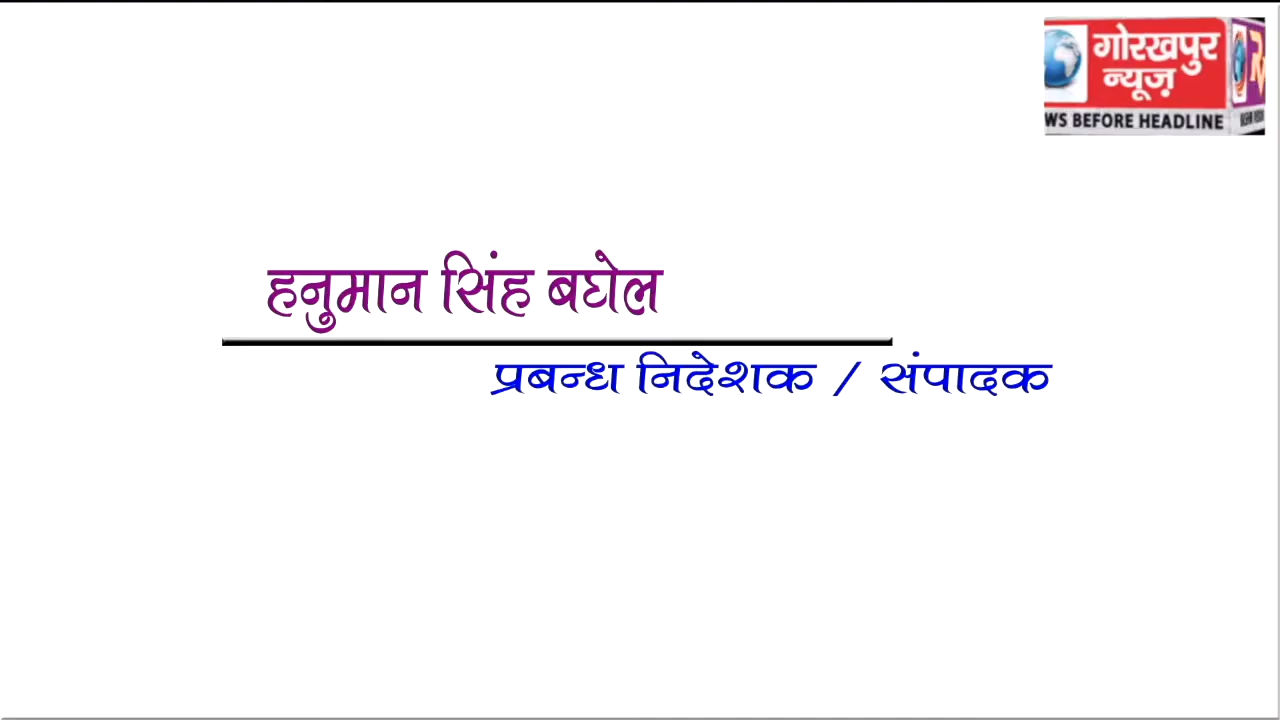 गोरखपुर
न्यूज़
WS BEFORE HEADLINE
हनुमान सिंह बघेल
प्रबन्ध निदेशक / संपादक